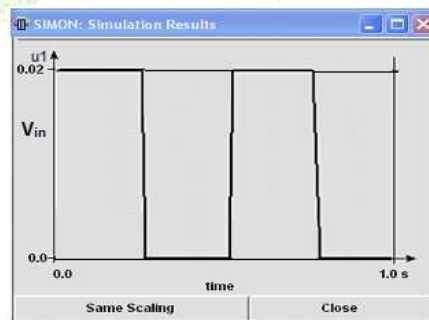 SIMON: Simulation Results
u1
0.02
Vin
0.0
0.0
1.0 s
time
Same Scaling
Close